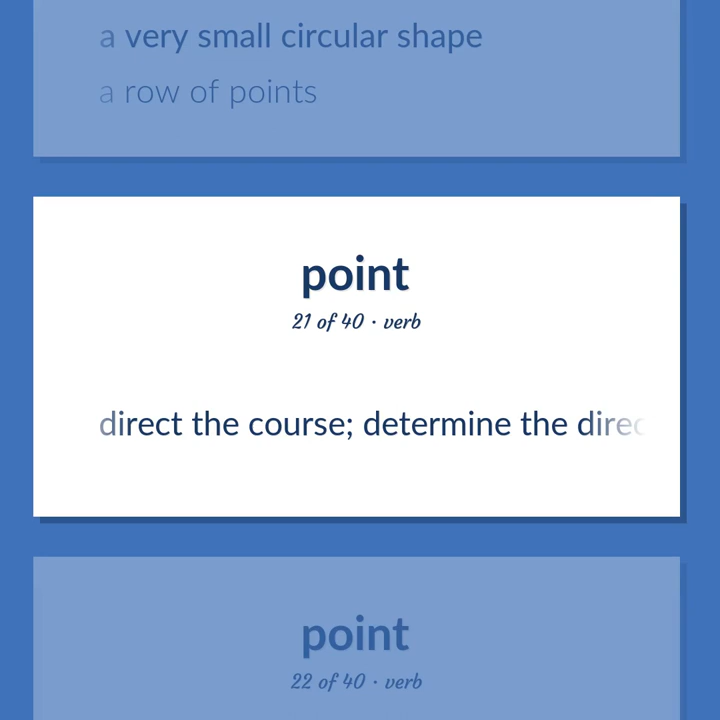 a very small circular shape
a row of points
point
21 of 40 · verb
direct the course; determine the direc
point
22 of 40 · verb